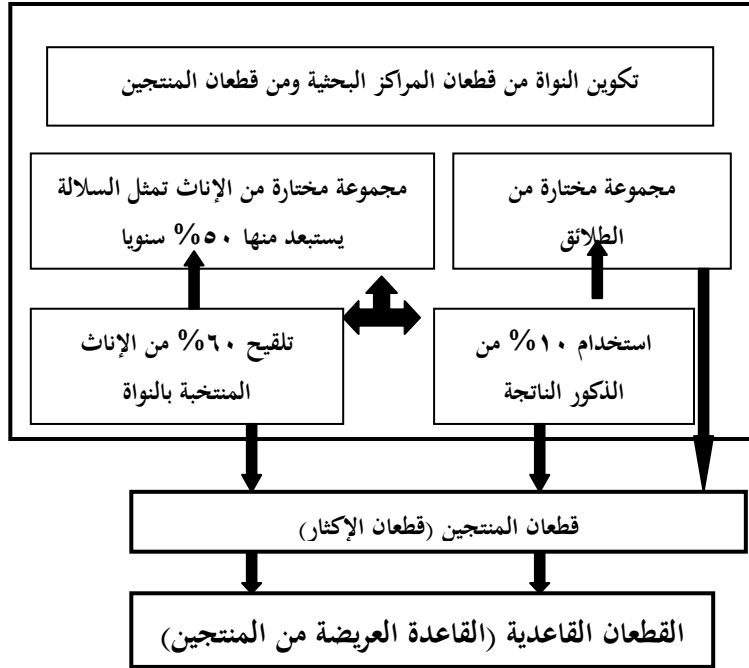 تكوين النواة من قطعان المراكز البحثية ومن قطعان المنتجين
مجموعة مختارة من
الطلائق
مجموعة مختارة من الإناث تمثل السلالة
يستبعد منها ٥٠% سنويا
استخدام ١٠% من
الذكور الناتجة
تلقيح ٦٠% من الإناث
المنتخبة بالنواة
قطعان المنتجين (قطعان الإكثار)
القطعان القاعدية (القاعدة العريضة من المنتجين)